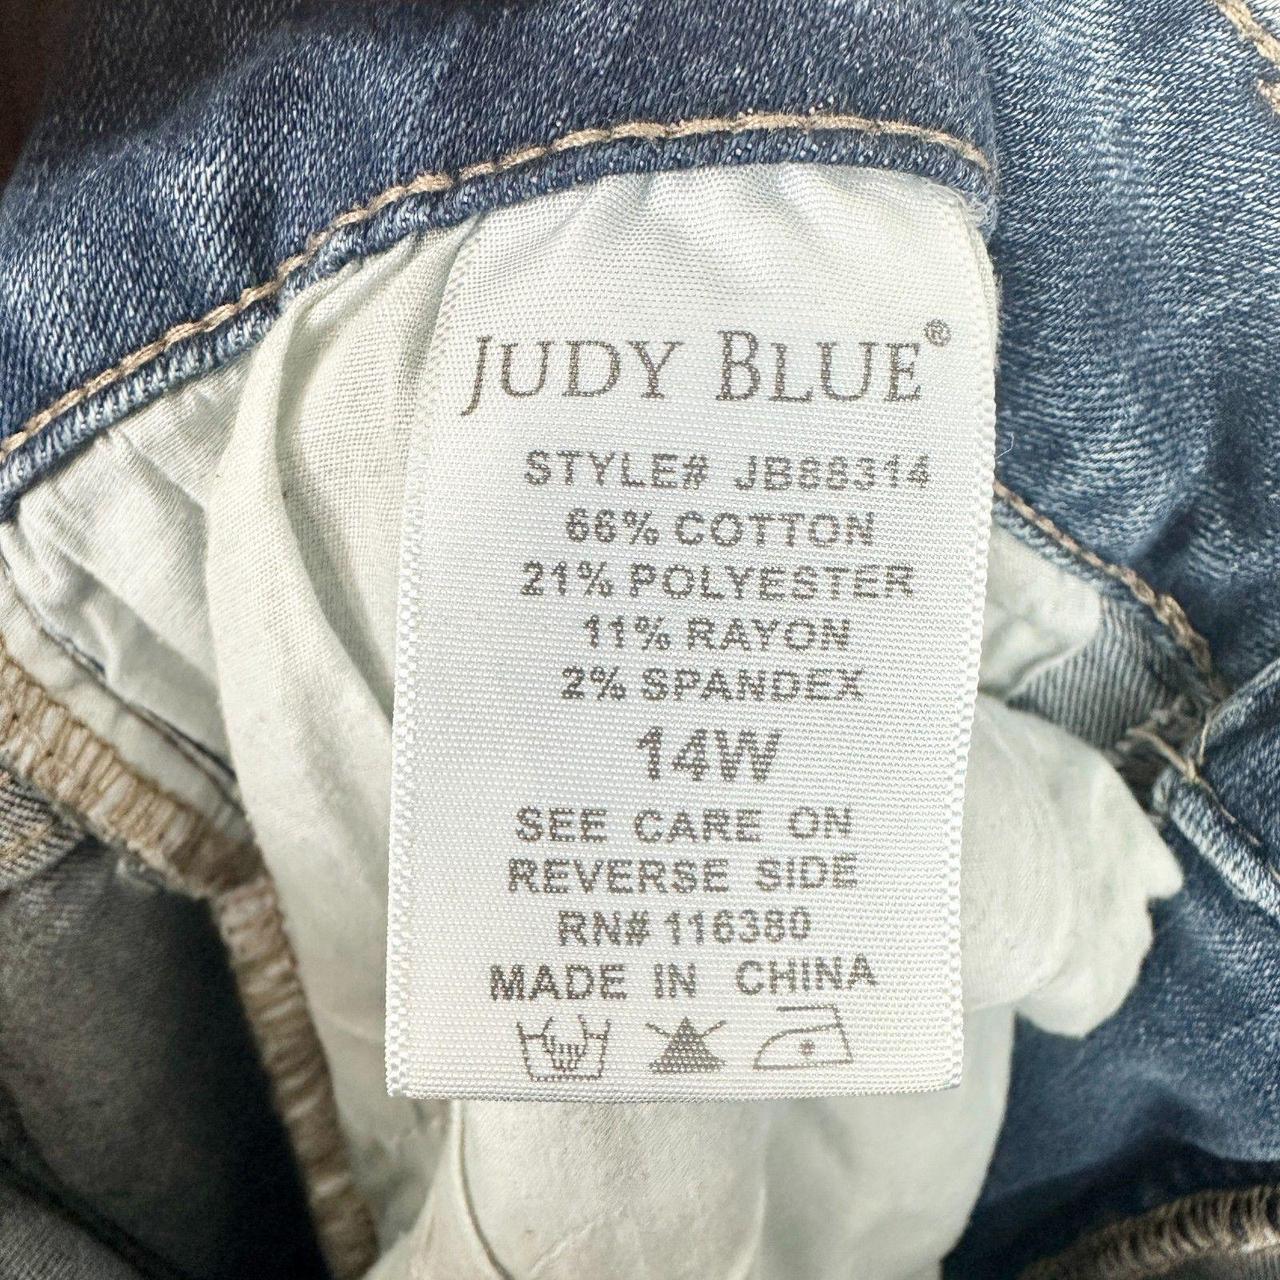 JUDY BLUE®
STYLE# JB88314
66% COTTON
21% POLYESTER
11% RAYON
2% SPANDEX
14W
SEE CARE ON
REVERSE SIDE
RN# 116380
MADE IN CHINA